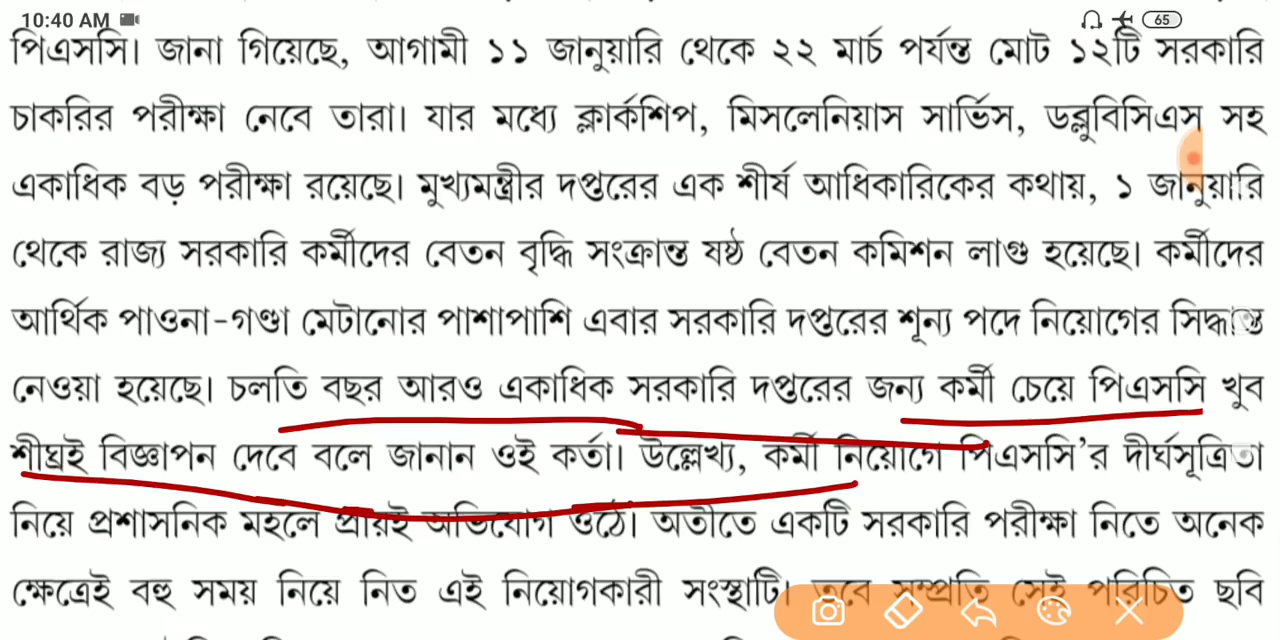 10:40 AM
65
পিএসসি। জানা গিয়েছে, আগামী ১১ জানুয়ারি থেকে ২২ মার্চ পর্যন্ত মোট ১২টি সরকারি
চাকরির পরীক্ষা নেবে তারা। যার মধ্যে ক্লার্কশিপ, মিসলেনিয়াস সার্ভিস, ডব্লুবিসিএস সহ
একাধিক বড় পরীক্ষা রয়েছে। মুখ্যমন্ত্রীর দপ্তরের এক শীর্ষ আধিকারিকের কথায়, ১ জানুয়ারি
থেকে রাজ্য সরকারি কর্মীদের বেতন বৃদ্ধি সংক্রান্ত ষষ্ঠ বেতন কমিশন লাগু হয়েছে। কর্মীদের
আর্থিক পাওনা-গণ্ডা মেটানোর পাশাপাশি এবার সরকারি দপ্তরের শূন্য পদে নিয়োগের সিদ্ধান্ত
নেওয়া হয়েছে। চলতি বছর আরও একাধিক সরকারি দপ্তরের জন্য কর্মী চেয়ে পিএসসি খুব
শীঘ্রই বিজ্ঞাপন দেবে বলে জানান ওই কর্তা। উল্লেখ্য, কর্মী নিয়োগে পিএসসি'র দীর্ঘসূত্রিতা
নিয়ে প্রশাসনিক মহলে প্রায়ই অভিযোগ ওঠে। অতীতে একটি সরকারি পরীক্ষা নিতে অনেক
ক্ষেত্রেই বহু সময় নিয়ে নিত এই নিয়োগকারী সংস্থাটি। তবে সম্প্রতি সেই পরিচিত ছবি